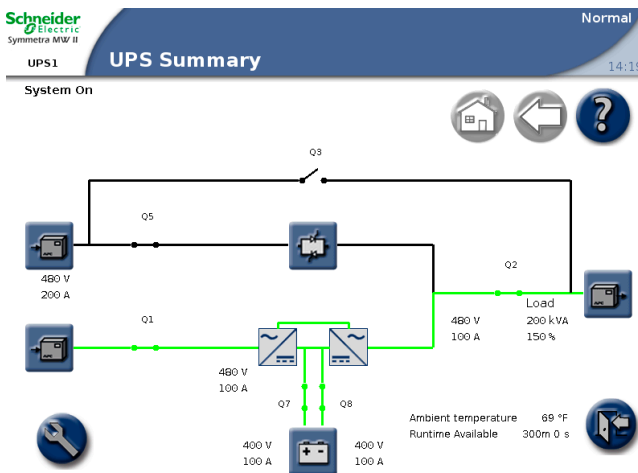 Schneider
Electric
Symmetra MW II
Normal
UPS1
UPS Summary
14:19
System On
?
Q3
Q5
480 V
200 A
Q2
Load
480 V
200 kVA
100 A
150 %
Q1
480 V
100 A
Q7
Q8
Ambient temperature 69 °F
Runtime Available 300m 0 s
400 V
400 V
100 A
100 A